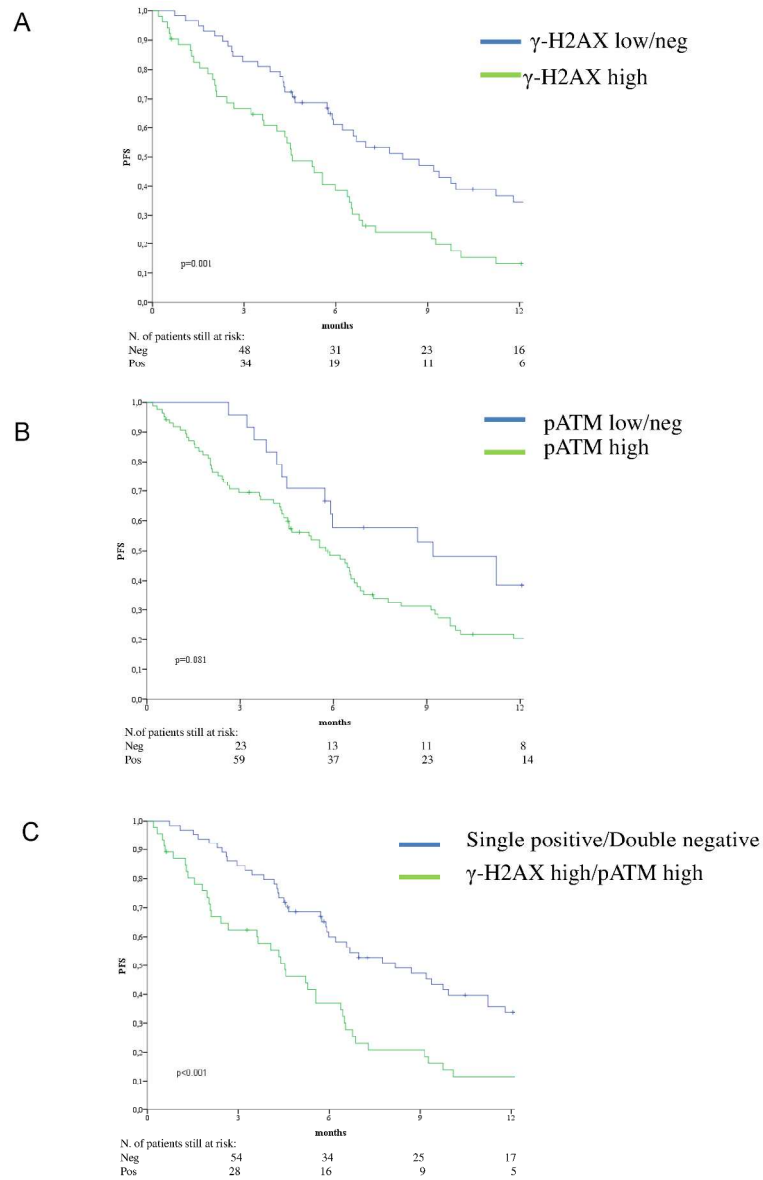 A
γ-H2AX low/neg
γ-H2AX high
1,0
0,9
0,8
0,7
0,6
0,5
0,4
0,3
0,2
0,1
0,0
PFS
p=0.001
0 3 6 9 12
months
N. of patients still at risk:
Neg 48 31 23 16
Pos 34 19 11 6
B
pATM low/neg
pATM high
1,0
0,9
0,8
0,7
0,6
0,5
0,4
0,3
0,2
0,1
0,0
PFS
p=0.081
0 3 6 9 12
months
N.of patients still at risk:
Neg 23 13 11 8
Pos 59 37 23 14
C
Single positive/Double negative
γ-H2AX high/pATM high
1,0
0,9
0,8
0,7
0,6
0,5
0,4
0,3
0,2
0,1
0,0
PFS
p<0.001
0 3 6 9 12
months
N. of patients still at risk:
Neg 54 34 25 17
Pos 28 16 9 5